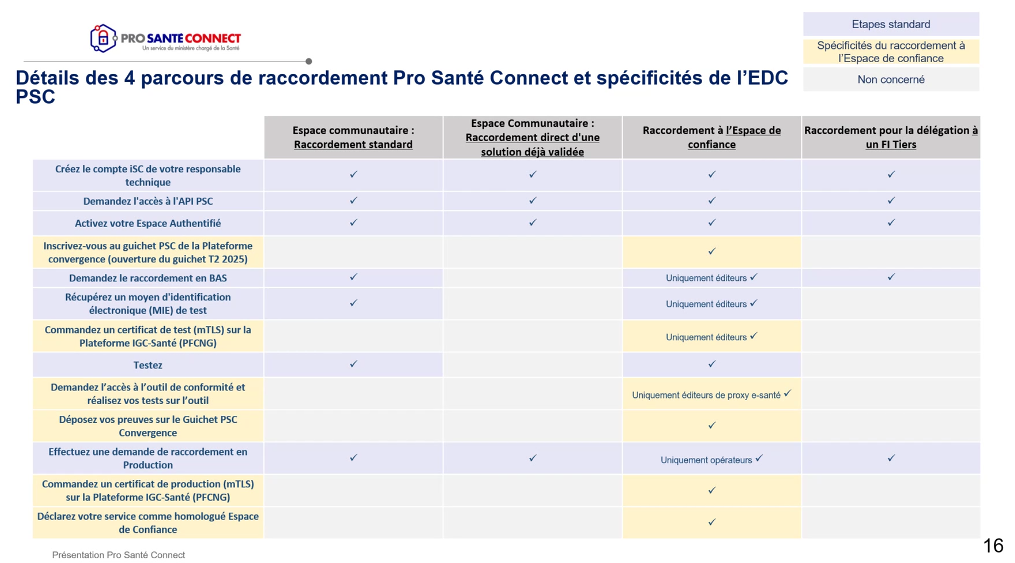 PRO SANTE CONNECT
Un service du ministère chargé de la Santé
Etapes standard
Spécificités du raccordement à
l'Espace de confiance
Non concerné
Détails des 4 parcours de raccordement Pro Santé Connect et spécificités de l'EDC
PSC
Espace communautaire :
Raccordement standard
Espace Communautaire :
Raccordement direct d'une
solution déjà validée
Raccordement à l'Espace de
confiance
Raccordement pour la délégation à
un FI Tiers
Créez le compte iSC de votre responsable
technique
✓ ✓ ✓ ✓
Demandez l'accès à l'API PSC
✓ ✓ ✓ ✓
Activez votre Espace Authentifié
✓ ✓ ✓ ✓
Inscrivez-vous au guichet PSC de la Plateforme
convergence (ouverture du guichet T2 2025)
✓
Demandez le raccordement en BAS
✓ Uniquement éditeurs ✓ ✓
Récupérez un moyen d'identification
électronique (MIE) de test
✓ Uniquement éditeurs ✓
Commandez un certificat de test (mTLS) sur la
Plateforme IGC-Santé (PFCNG)
Uniquement éditeurs ✓
Testez
✓ ✓
Demandez l'accès à l'outil de conformité et
réalisez vos tests sur l'outil
Uniquement éditeurs de proxy e-santé ✓
Déposez vos preuves sur le Guichet PSC
Convergence
✓
Effectuez une demande de raccordement en
Production
✓ ✓ Uniquement opérateurs ✓ ✓
Commandez un certificat de production (mTLS)
sur la Plateforme IGC-Santé (PFCNG)
✓
Déclarez votre service comme homologué Espace
de Confiance
✓
Présentation Pro Santé Connect
16